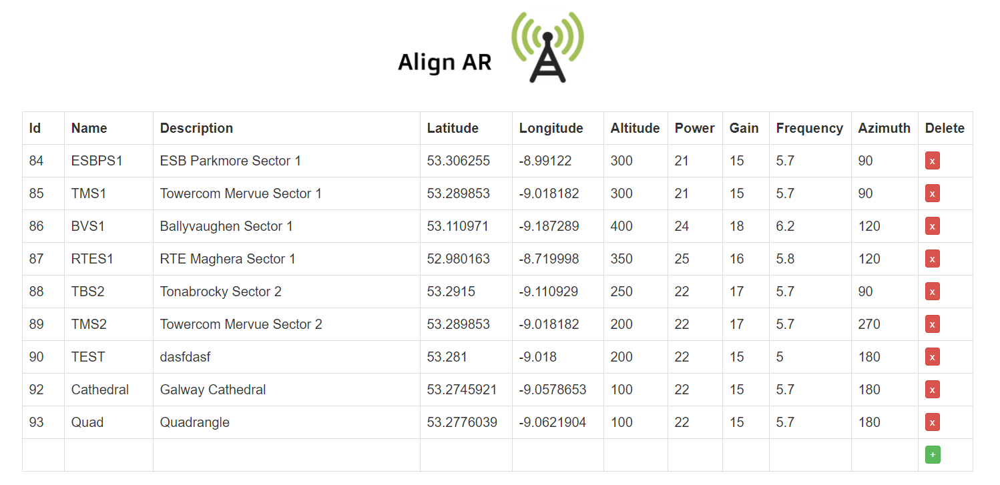 Align AR
Id Name Description Latitude Longitude Altitude Power Gain Frequency Azimuth Delete
84 ESBPS1 ESB Parkmore Sector 1 53.306255 -8.99122 300 21 15 5.7 90 x
85 TMS1 Towercom Mervue Sector 1 53.289853 -9.018182 300 21 15 5.7 90 x
86 BVS1 Ballyvaughen Sector 1 53.110971 -9.187289 400 24 18 6.2 120 x
87 RTES1 RTE Maghera Sector 1 52.980163 -8.719998 350 25 16 5.8 120 x
88 TBS2 Tonabrocky Sector 2 53.2915 -9.110929 250 22 17 5.7 90 x
89 TMS2 Towercom Mervue Sector 2 53.289853 -9.018182 200 22 17 5.7 270 x
90 TEST dasfdasf 53.281 -9.018 200 22 15 5 180 x
92 Cathedral Galway Cathedral 53.2745921 -9.0578653 100 22 15 5.7 180 x
93 Quad Quadrangle 53.2776039 -9.0621904 100 22 15 5.7 180 x
+